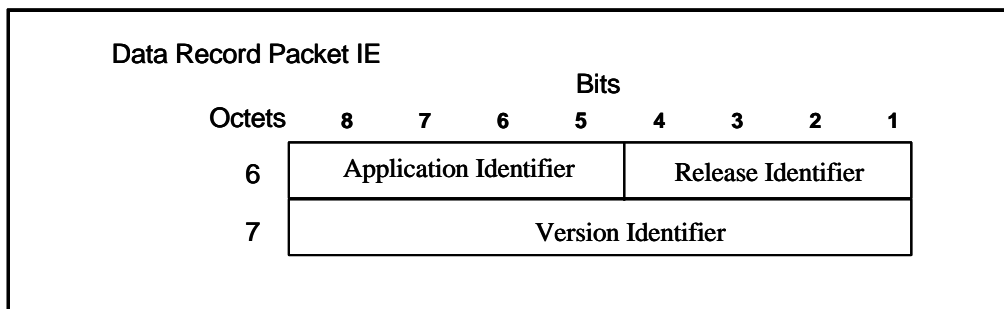 Data Record Packet IE
Bits
Octets 8 7 6 5 4 3 2 1
6 Application Identifier Release Identifier
7 Version Identifier